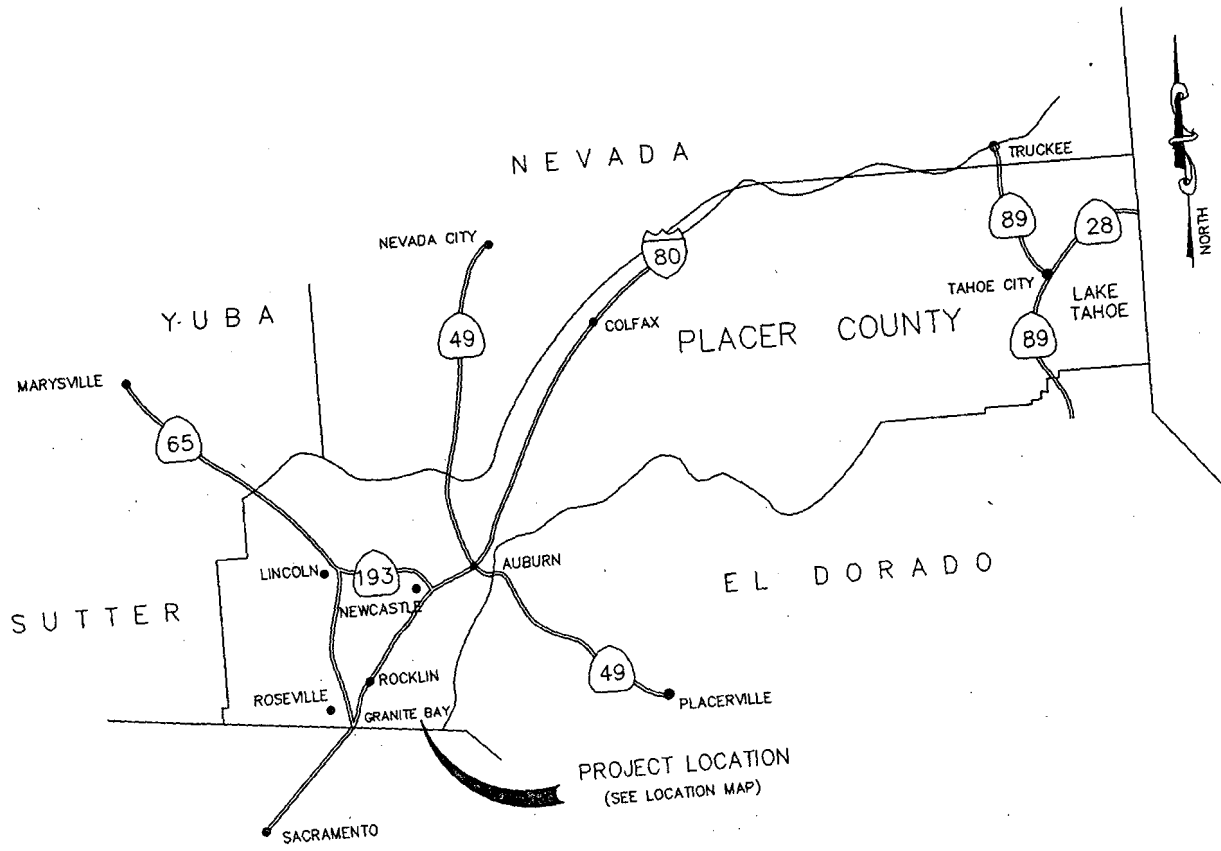 NEVADA
TRUCKEE
89
28
NORTH
NEVADA CITY
80
TAHOE CITY
LAKE
TAHOE
YUBA
49
COLFAX
PLACER COUNTY
89
MARYSVILLE
65
LINCOLN
193
AUBURN
NEWCASTLE
EL DORADO
SUTTER
ROCKLIN
49
ROSEVILLE
PLACERVILLE
GRANITE BAY
PROJECT LOCATION
(SEE LOCATION MAP)
SACRAMENTO